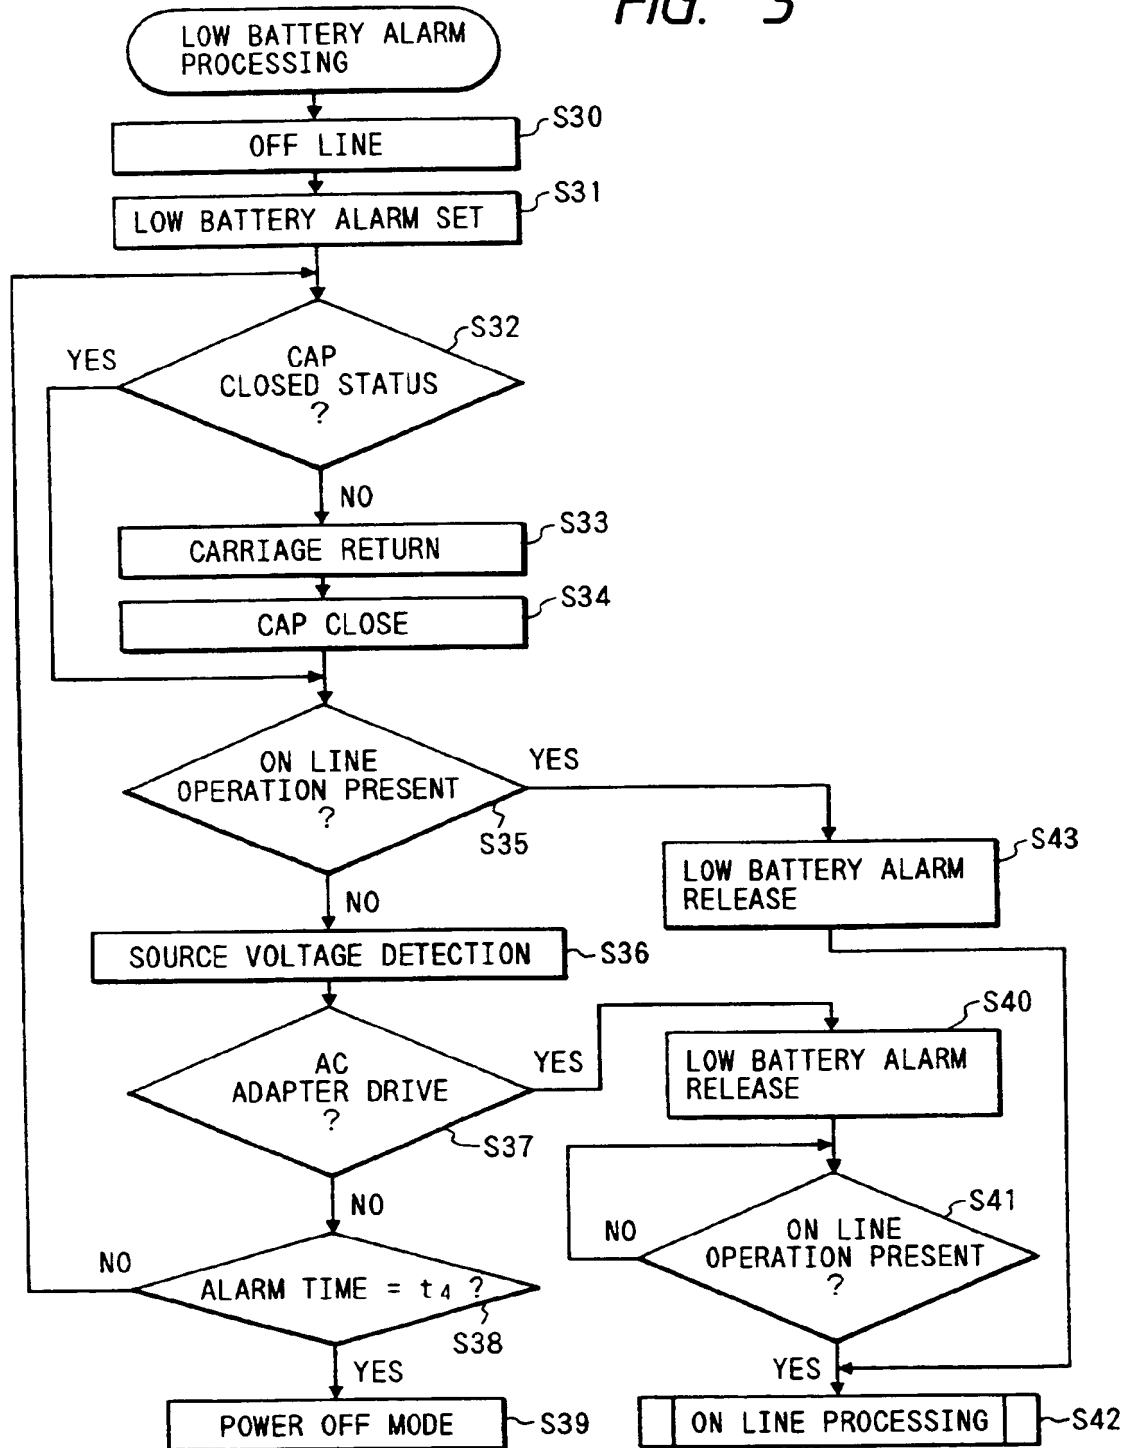 FIG. 5
LOW BATTERY ALARM
PROCESSING
S30
OFF LINE
S31
LOW BATTERY ALARM SET
S32
YES
CAP
CLOSED STATUS
?
NO
S33
CARRIAGE RETURN
S34
CAP CLOSE
ON LINE
OPERATION PRESENT
?
YES
S35
S43
LOW BATTERY ALARM
RELEASE
NO
SOURCE VOLTAGE DETECTION
S36
S40
AC
ADAPTER DRIVE
?
YES
LOW BATTERY ALARM
RELEASE
S37
NO
S41
NO
ON LINE
OPERATION PRESENT
?
NO
ALARM TIME = t4 ?
S38
YES
YES
POWER OFF MODE
S39
ON LINE PROCESSING
S42